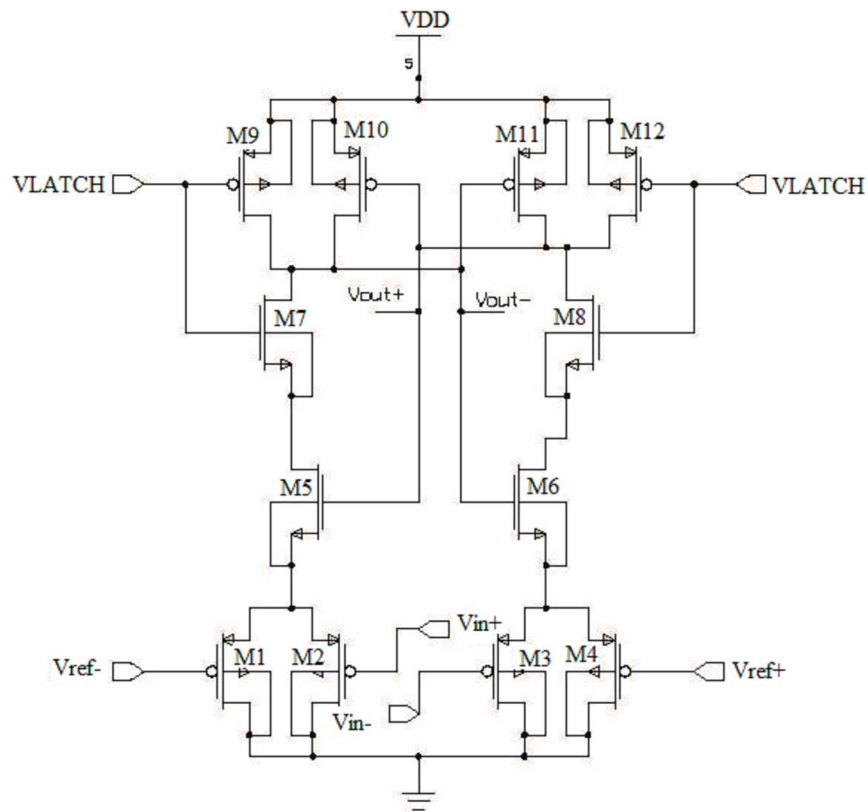 VDD
5
M9
M10
M11
M12
VLATCH
VLATCH
Vout+
Vout-
M7
M8
M5
M6
Vin+
Vref-
M1
M2
M3
M4
Vref+
Vin-